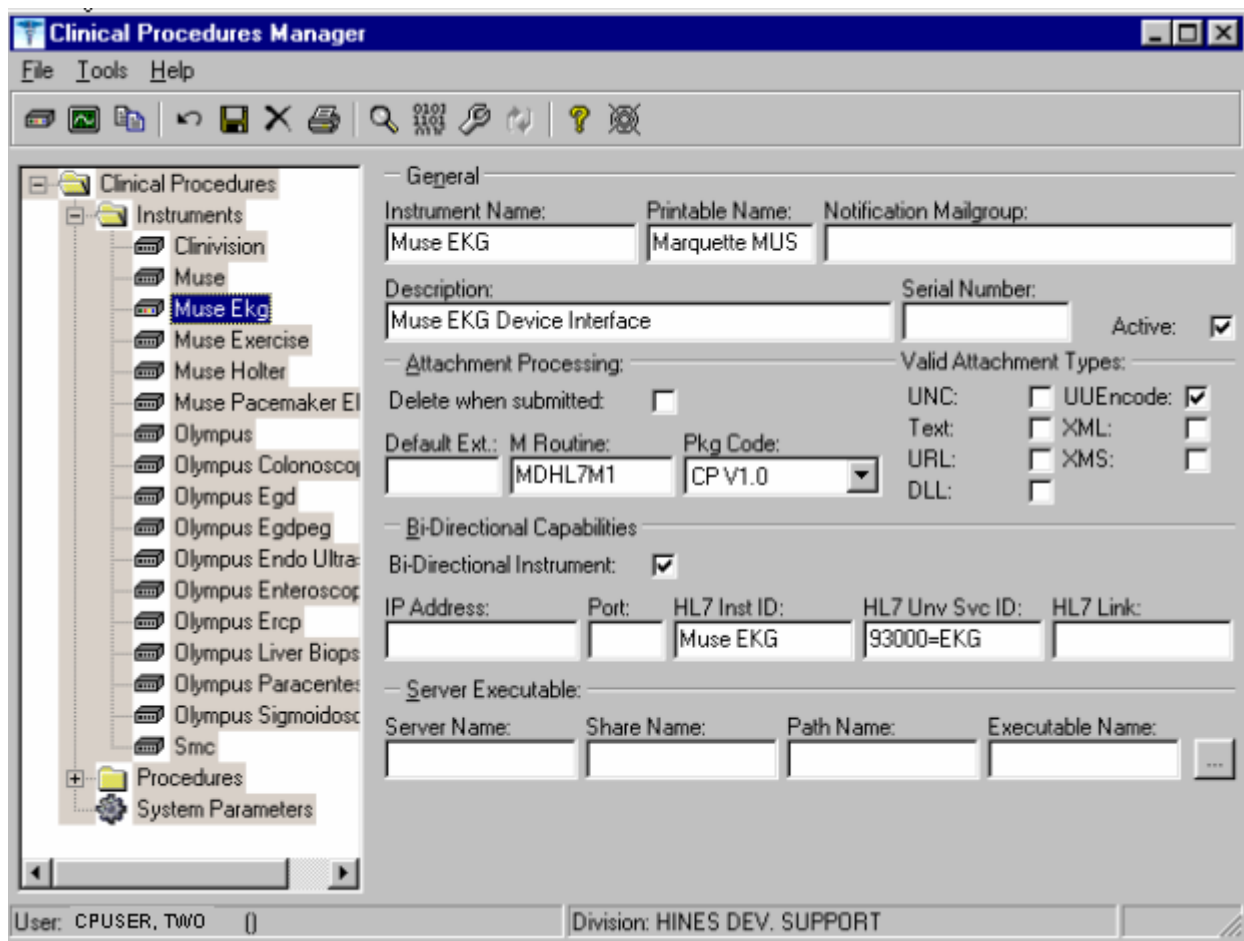 Clinical Procedures Manager
File Tools Help
0101
1101
Clinical Procedures
Instruments
Clinivision
Muse
Muse Ekg
Muse Exercise
Muse Holter
Muse Pacemaker El
Olympus
Olympus Colonoscop
Olympus Egd
Olympus Egdpeg
Olympus Endo Ultra
Olympus Enteroscop
Olympus Ercp
Olympus Liver Biops
Olympus Paracentes
Olympus Sigmoidosc
Smc
Procedures
System Parameters
General
Instrument Name: Printable Name: Notification Mailgroup:
Muse EKG Marquette MUS
Description: Serial Number:
Muse EKG Device Interface Active:
Attachment Processing: Valid Attachment Types:
Delete when submitted: UNC: UUEncode:
Text: XML:
Default Ext.: M Routine: Pkg Code:
MDHL7M1 CP V1.0 URL: XMS:
DLL:
Bi-Directional Capabilities
Bi-Directional Instrument:
IP Address: Port: HL7 Inst ID: HL7 Unv Svc ID: HL7 Link:
Muse EKG 93000=EKG
Server Executable:
Server Name: Share Name: Path Name: Executable Name:
...
User: CPUSER, TWO () Division: HINES DEV. SUPPORT